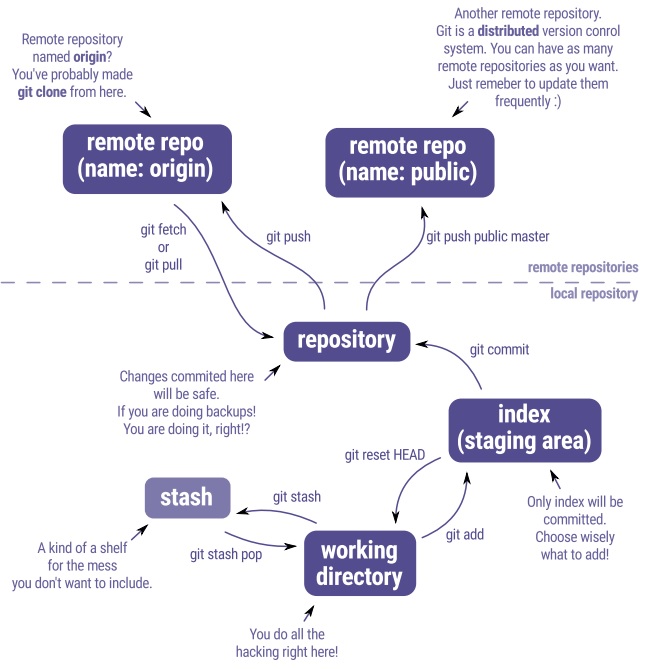 Another remote repository.
Git is a distributed version conrol
system. You can have as many
remote repositories as you want.
Just remeber to update them
frequently :)
Remote repository
named origin?
You've probably made
git clone from here.
remote repo
(name: origin)
remote repo
(name: public)
git fetch
or
git pull
git push
git push public master
remote repositories
local repository
repository
git commit
Changes commited here
will be safe.
If you are doing backups!
You are doing it, right!?
index
(staging area)
git reset HEAD
stash
git stash
git add
Only index will be
committed.
Choose wisely
what to add!
git stash pop
working
directory
A kind of a shelf
for the mess
you don't want to include.
You do all the
hacking right here!